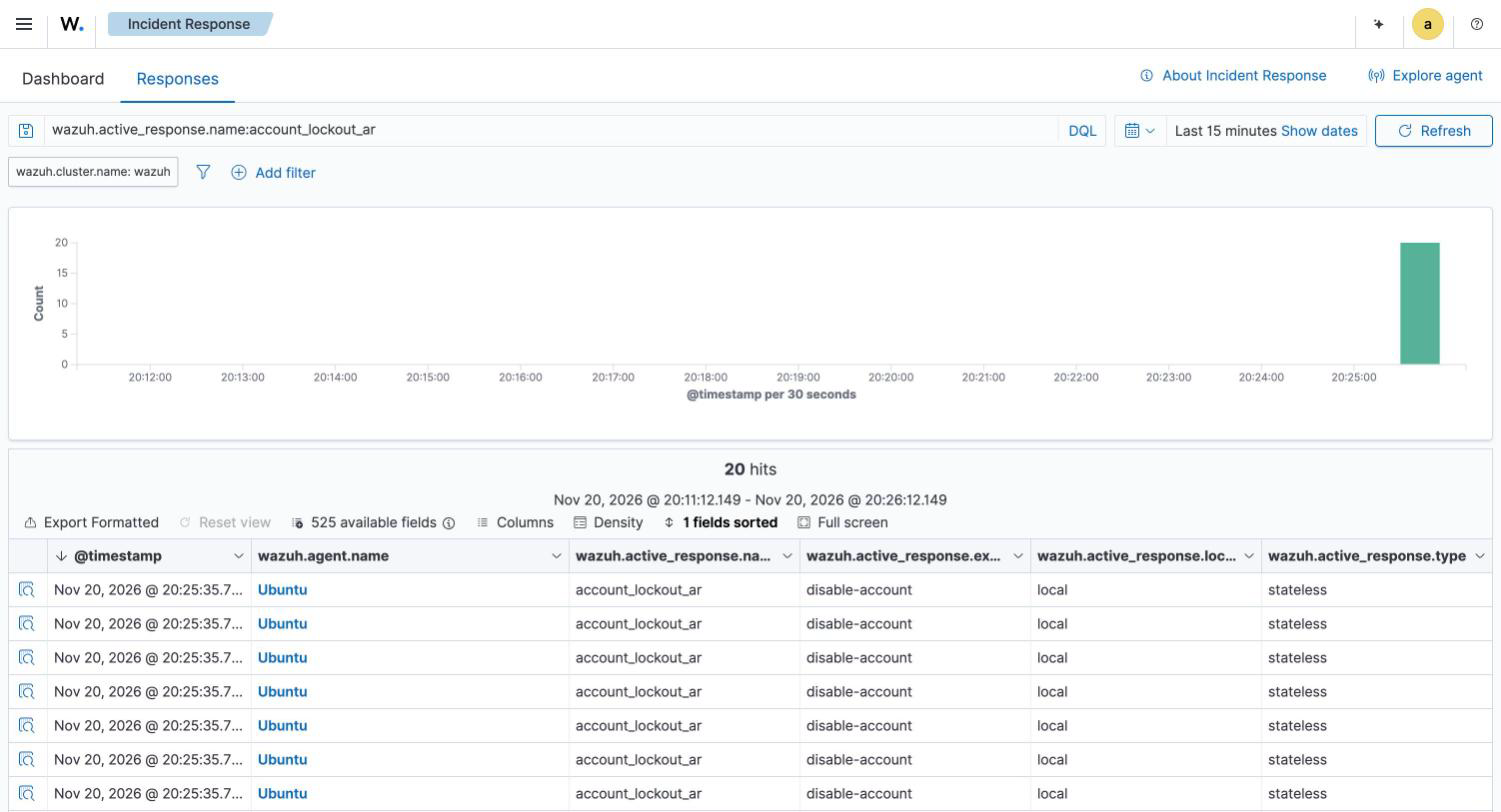 W. Incident Response a
Dashboard Responses About Incident Response Explore agent
wazuh.active_response.name:account_lockout_ar DQL Last 15 minutes Show dates Refresh
wazuh.cluster.name: wazuh Add filter
20
15
10
5
0
Count
20:12:00 20:13:00 20:14:00 20:15:00 20:16:00 20:17:00 20:18:00 20:19:00 20:20:00 20:21:00 20:22:00 20:23:00 20:24:00 20:25:00
@timestamp per 30 seconds
20 hits
Nov 20, 2026 @ 20:11:12.149 - Nov 20, 2026 @ 20:26:12.149
Export Formatted Reset view 525 available fields Columns Density 1 fields sorted Full screen
@timestamp wazuh.agent.name wazuh.active_response.na... wazuh.active_response.ex... wazuh.active_response.loc... wazuh.active_response.type
Nov 20, 2026 @ 20:25:35.7... Ubuntu account_lockout_ar disable-account local stateless
Nov 20, 2026 @ 20:25:35.7... Ubuntu account_lockout_ar disable-account local stateless
Nov 20, 2026 @ 20:25:35.7... Ubuntu account_lockout_ar disable-account local stateless
Nov 20, 2026 @ 20:25:35.7... Ubuntu account_lockout_ar disable-account local stateless
Nov 20, 2026 @ 20:25:35.7... Ubuntu account_lockout_ar disable-account local stateless
Nov 20, 2026 @ 20:25:35.7... Ubuntu account_lockout_ar disable-account local stateless
Nov 20, 2026 @ 20:25:35.7... Ubuntu account_lockout_ar disable-account local stateless